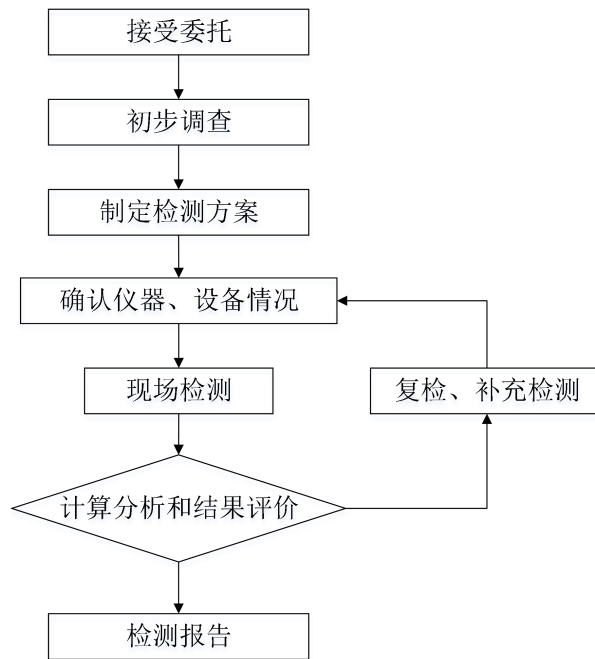 接受委托
初步调查
制定检测方案
确认仪器、设备情况
现场检测
复检、补充检测
计算分析和结果评价
检测报告